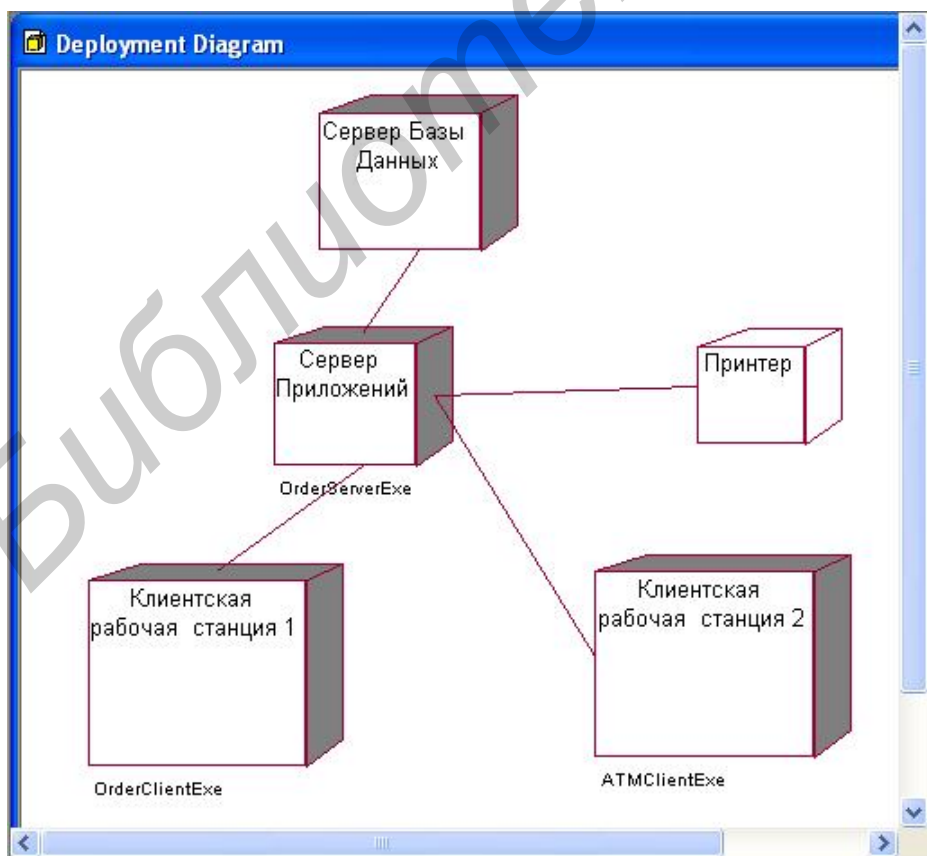 Deployment Diagram
Сервер Базы
Данных
Сервер
Приложений
Принтер
OrderServerExe
Клиентская
рабочая станция 1
Клиентская
рабочая станция 2
OrderClientExe
ATMClientExe
Библиоте